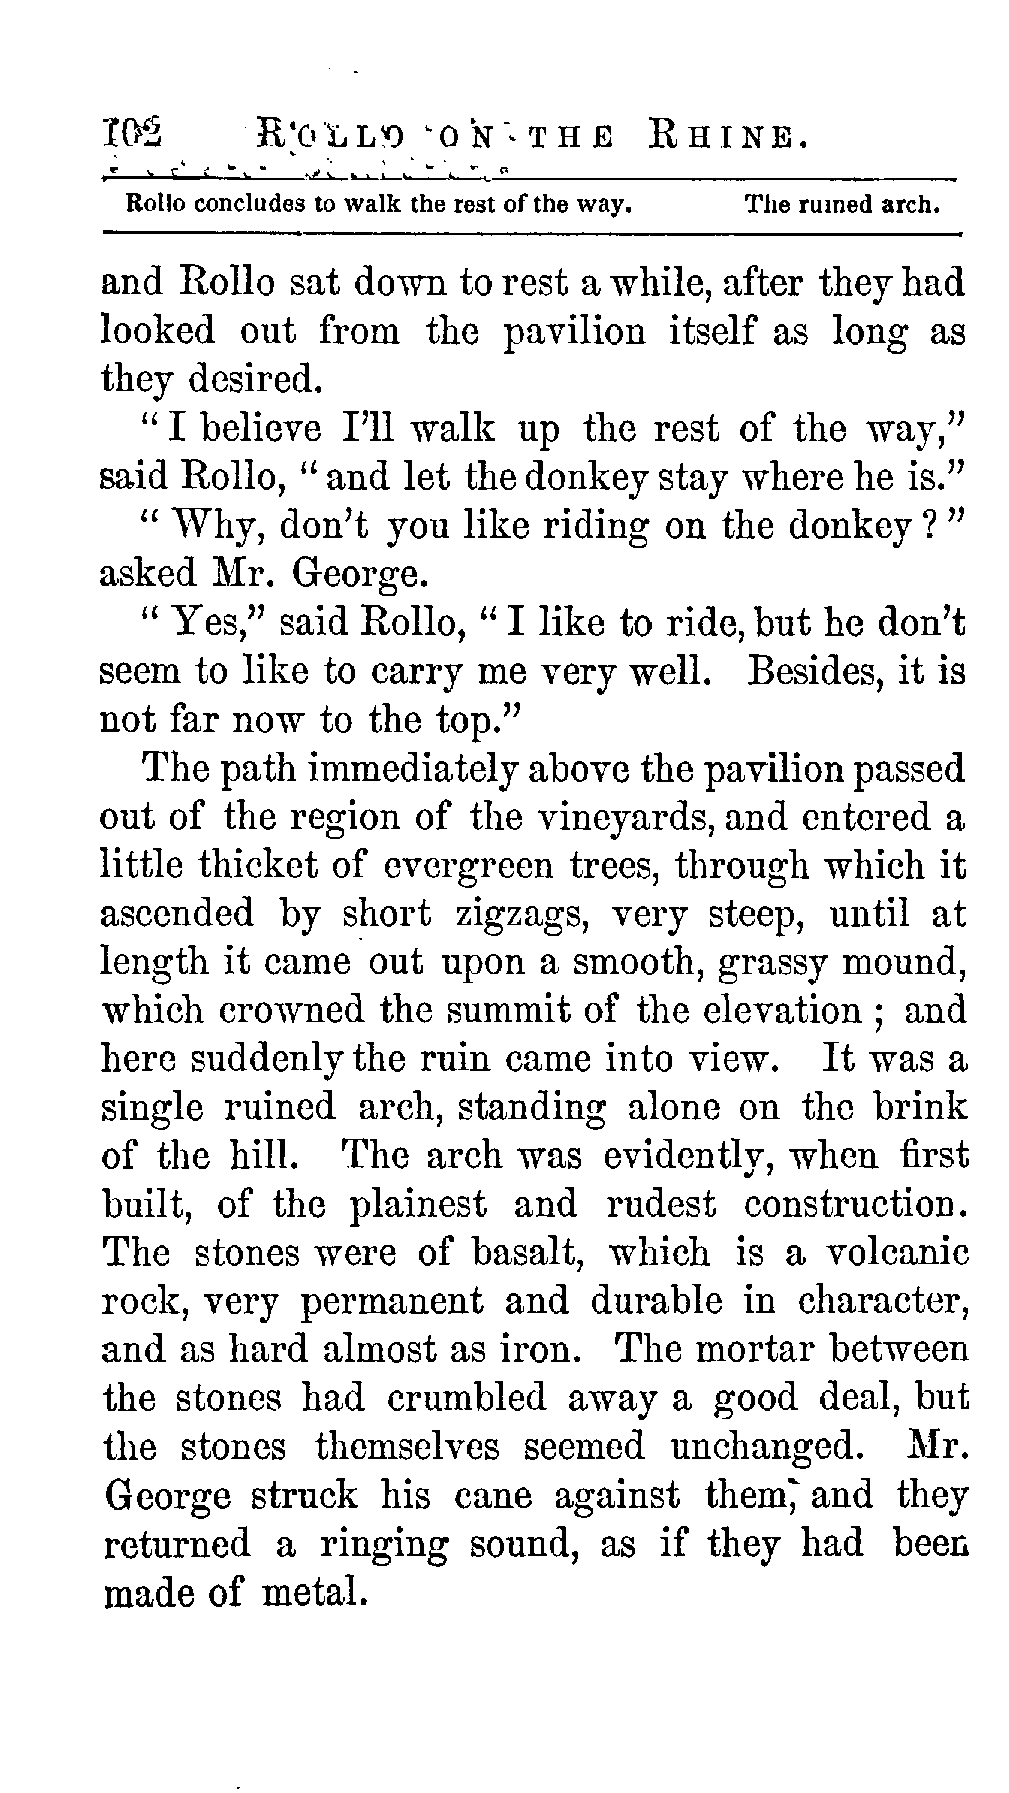 102 ROLLO ON THE RHINE.
Rollo concludes to walk the rest of the way. The ruined arch.
and Rollo sat down to rest a while, after they had
looked out from the pavilion itself as long as
they desired.
“ I believe I'll walk up the rest of the way,”
said Rollo, “ and let the donkey stay where he is.”
“ Why, don't you like riding on the donkey ? ”
asked Mr. George.
“ Yes,” said Rollo, “ I like to ride, but he don't
seem to like to carry me very well. Besides, it is
not far now to the top.”
The path immediately above the pavilion passed
out of the region of the vineyards, and entered a
little thicket of evergreen trees, through which it
ascended by short zigzags, very steep, until at
length it came out upon a smooth, grassy mound,
which crowned the summit of the elevation ; and
here suddenly the ruin came into view. It was a
single ruined arch, standing alone on the brink
of the hill. The arch was evidently, when first
built, of the plainest and rudest construction.
The stones were of basalt, which is a volcanic
rock, very permanent and durable in character,
and as hard almost as iron. The mortar between
the stones had crumbled away a good deal, but
the stones themselves seemed unchanged. Mr.
George struck his cane against them, and they
returned a ringing sound, as if they had been
made of metal.